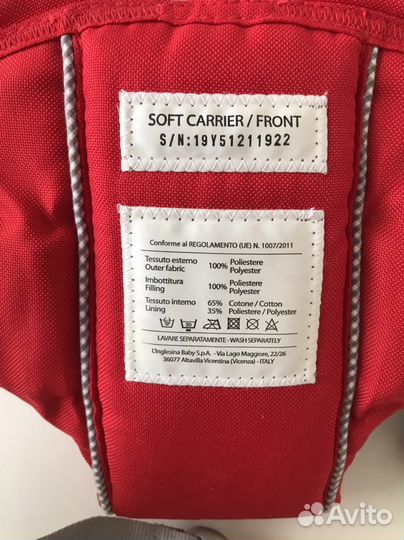 SOFT CARRIER / FRONT
S/N:19Y51211922
Conforme al REGOLAMENTO (UE) N. 1007/2011
Tessuto esterno 100% Poliestere
Outer fabric Polyester
Imbottitura 100% Poliestere
Filling Polyester
Tessuto interno 65% Cotone / Cotton
Lining 35% Poliestere / Polyester
LAVARE SEPARATAMENTE - WASH SEPARATELY
L'Inglesina Baby S.p.A. - Via Lago Maggiore, 22/26
36077 Altavilla Vicentina (Vicenza) - ITALY
Avito